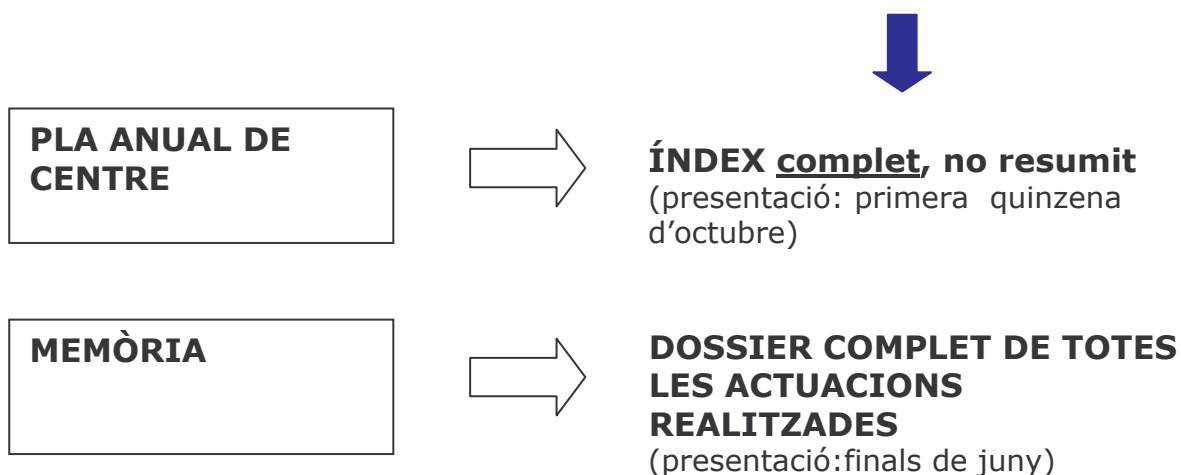 PLA ANUAL DE
CENTRE
ÍNDEX complet, no resumit
(presentació: primera quinzena
d'octubre)
MEMÒRIA
DOSSIER COMPLET DE TOTES
LES ACTUACIONS
REALITZADES
(presentació:finals de juny)